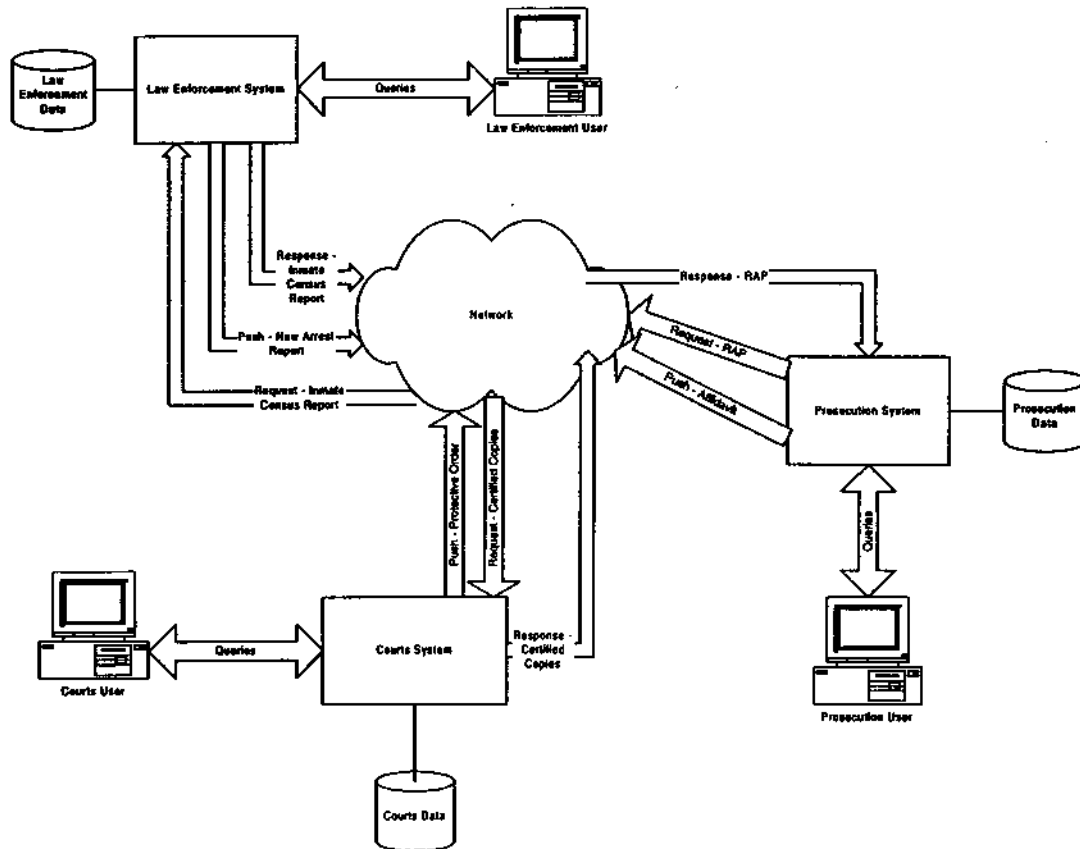 Law
Enforcement
Data
Law Enforcement System
Queries
Law Enforcement User
Response -
Inmate
Census
Report
Push - New Arrest
Report
Request - Inmate
Census Report
Network
Response - RAP
Request - RAP
Push - Affidavit
Prosecution System
Prosecution
Data
Queries
Prosecution User
Push - Protective Order
Request - Certified Copies
Response -
Certified
Copies
Courts System
Queries
Courts User
Courts Data